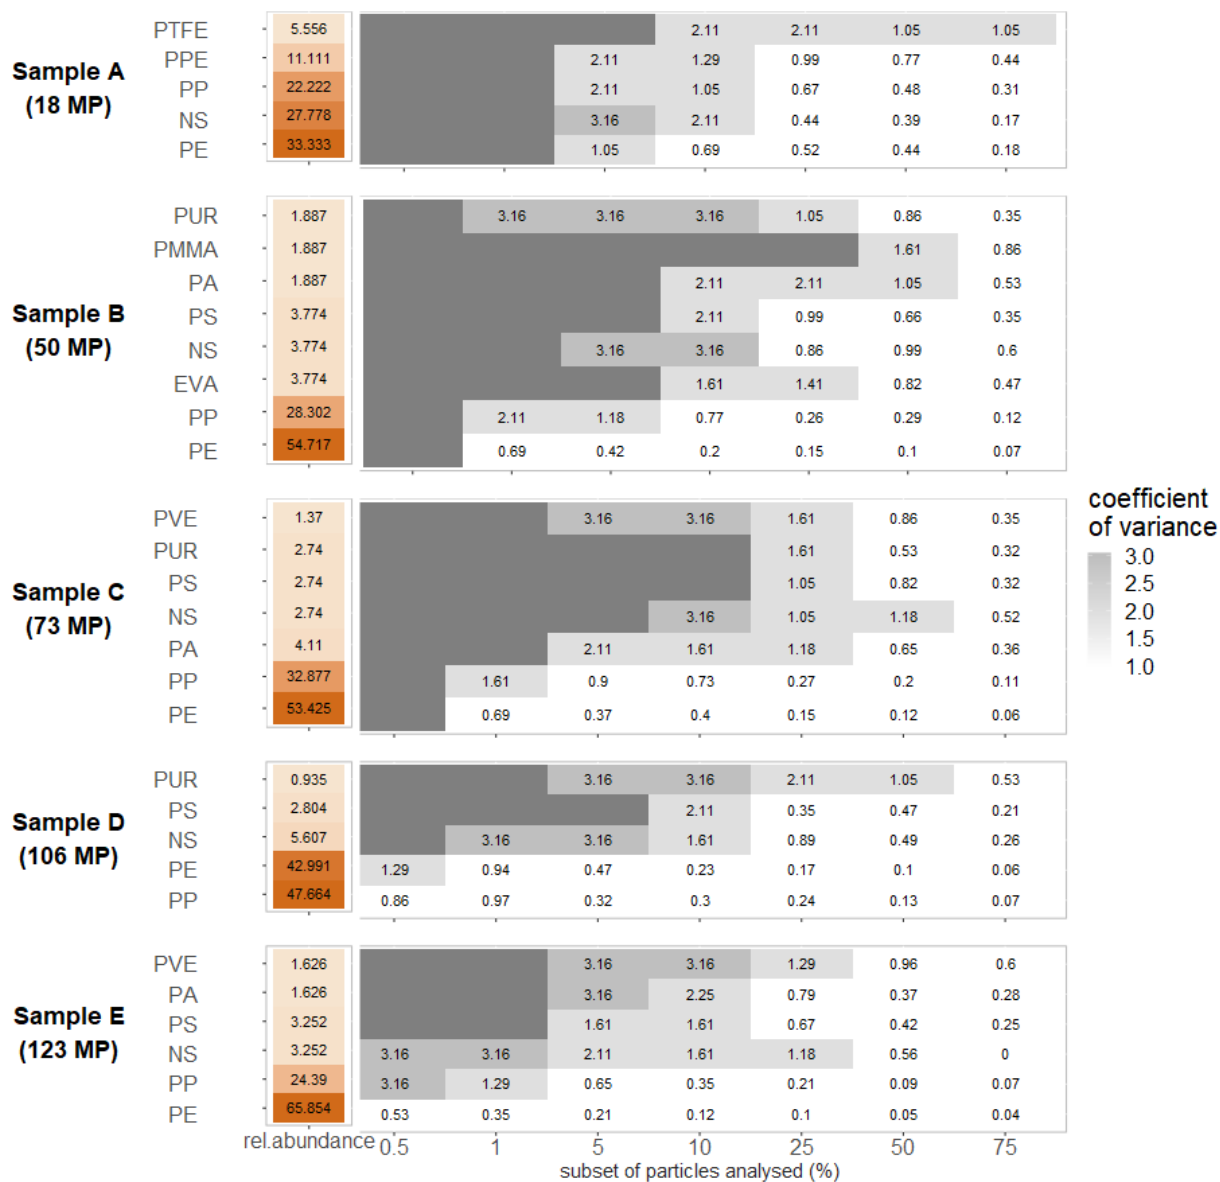 Sample A
(18 MP)
PTFE 5.556 2.11 2.11 1.05 1.05
PPE 11.111 2.11 1.29 0.99 0.77 0.44
PP 22.222 2.11 1.05 0.67 0.48 0.31
NS 27.778 3.16 2.11 0.44 0.39 0.17
PE 33.333 1.05 0.69 0.52 0.44 0.18
Sample B
(50 MP)
PUR 1.887 3.16 3.16 3.16 1.05 0.86 0.35
PMMA 1.887 1.61 0.86
PA 1.887 2.11 2.11 1.05 0.53
PS 3.774 2.11 0.99 0.66 0.35
NS 3.774 3.16 3.16 0.86 0.99 0.6
EVA 3.774 1.61 1.41 0.82 0.47
PP 28.302 2.11 1.18 0.77 0.26 0.29 0.12
PE 54.717 0.69 0.42 0.2 0.15 0.1 0.07
Sample C
(73 MP)
PVE 1.37 3.16 3.16 1.61 0.86 0.35
PUR 2.74 1.61 0.53 0.32
PS 2.74 1.05 0.82 0.32
NS 2.74 3.16 1.05 1.18 0.52
PA 4.11 2.11 1.61 1.18 0.65 0.36
PP 32.877 1.61 0.9 0.73 0.27 0.2 0.11
PE 53.425 0.69 0.37 0.4 0.15 0.12 0.06
coefficient
of variance
3.0
2.5
2.0
1.5
1.0
Sample D
(106 MP)
PUR 0.935 3.16 3.16 2.11 1.05 0.53
PS 2.804 2.11 0.35 0.47 0.21
NS 5.607 3.16 3.16 1.61 0.89 0.49 0.26
PE 42.991 1.29 0.94 0.47 0.23 0.17 0.1 0.06
PP 47.664 0.86 0.97 0.32 0.3 0.24 0.13 0.07
Sample E
(123 MP)
PVE 1.626 3.16 3.16 1.29 0.96 0.6
PA 1.626 3.16 2.25 0.79 0.37 0.28
PS 3.252 1.61 1.61 0.67 0.42 0.25
NS 3.252 3.16 3.16 2.11 1.61 1.18 0.56 0
PP 24.39 3.16 1.29 0.65 0.35 0.21 0.09 0.07
PE 65.854 0.53 0.35 0.21 0.12 0.1 0.05 0.04
rel.abundance 0.5 1 5 10 25 50 75
subset of particles analysed (%)